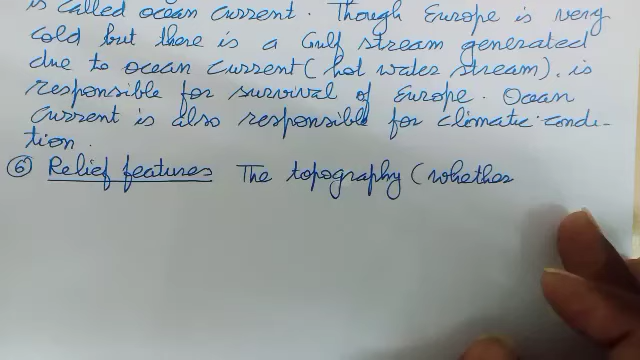 is called ocean current. Though Europe is very
cold but there is a Gulf stream generated
due to ocean current (hot water stream). is
responsible for survival of Europe. Ocean
current is also responsible for climatic condi-
tion.
⑥ Relief features The topography (whether